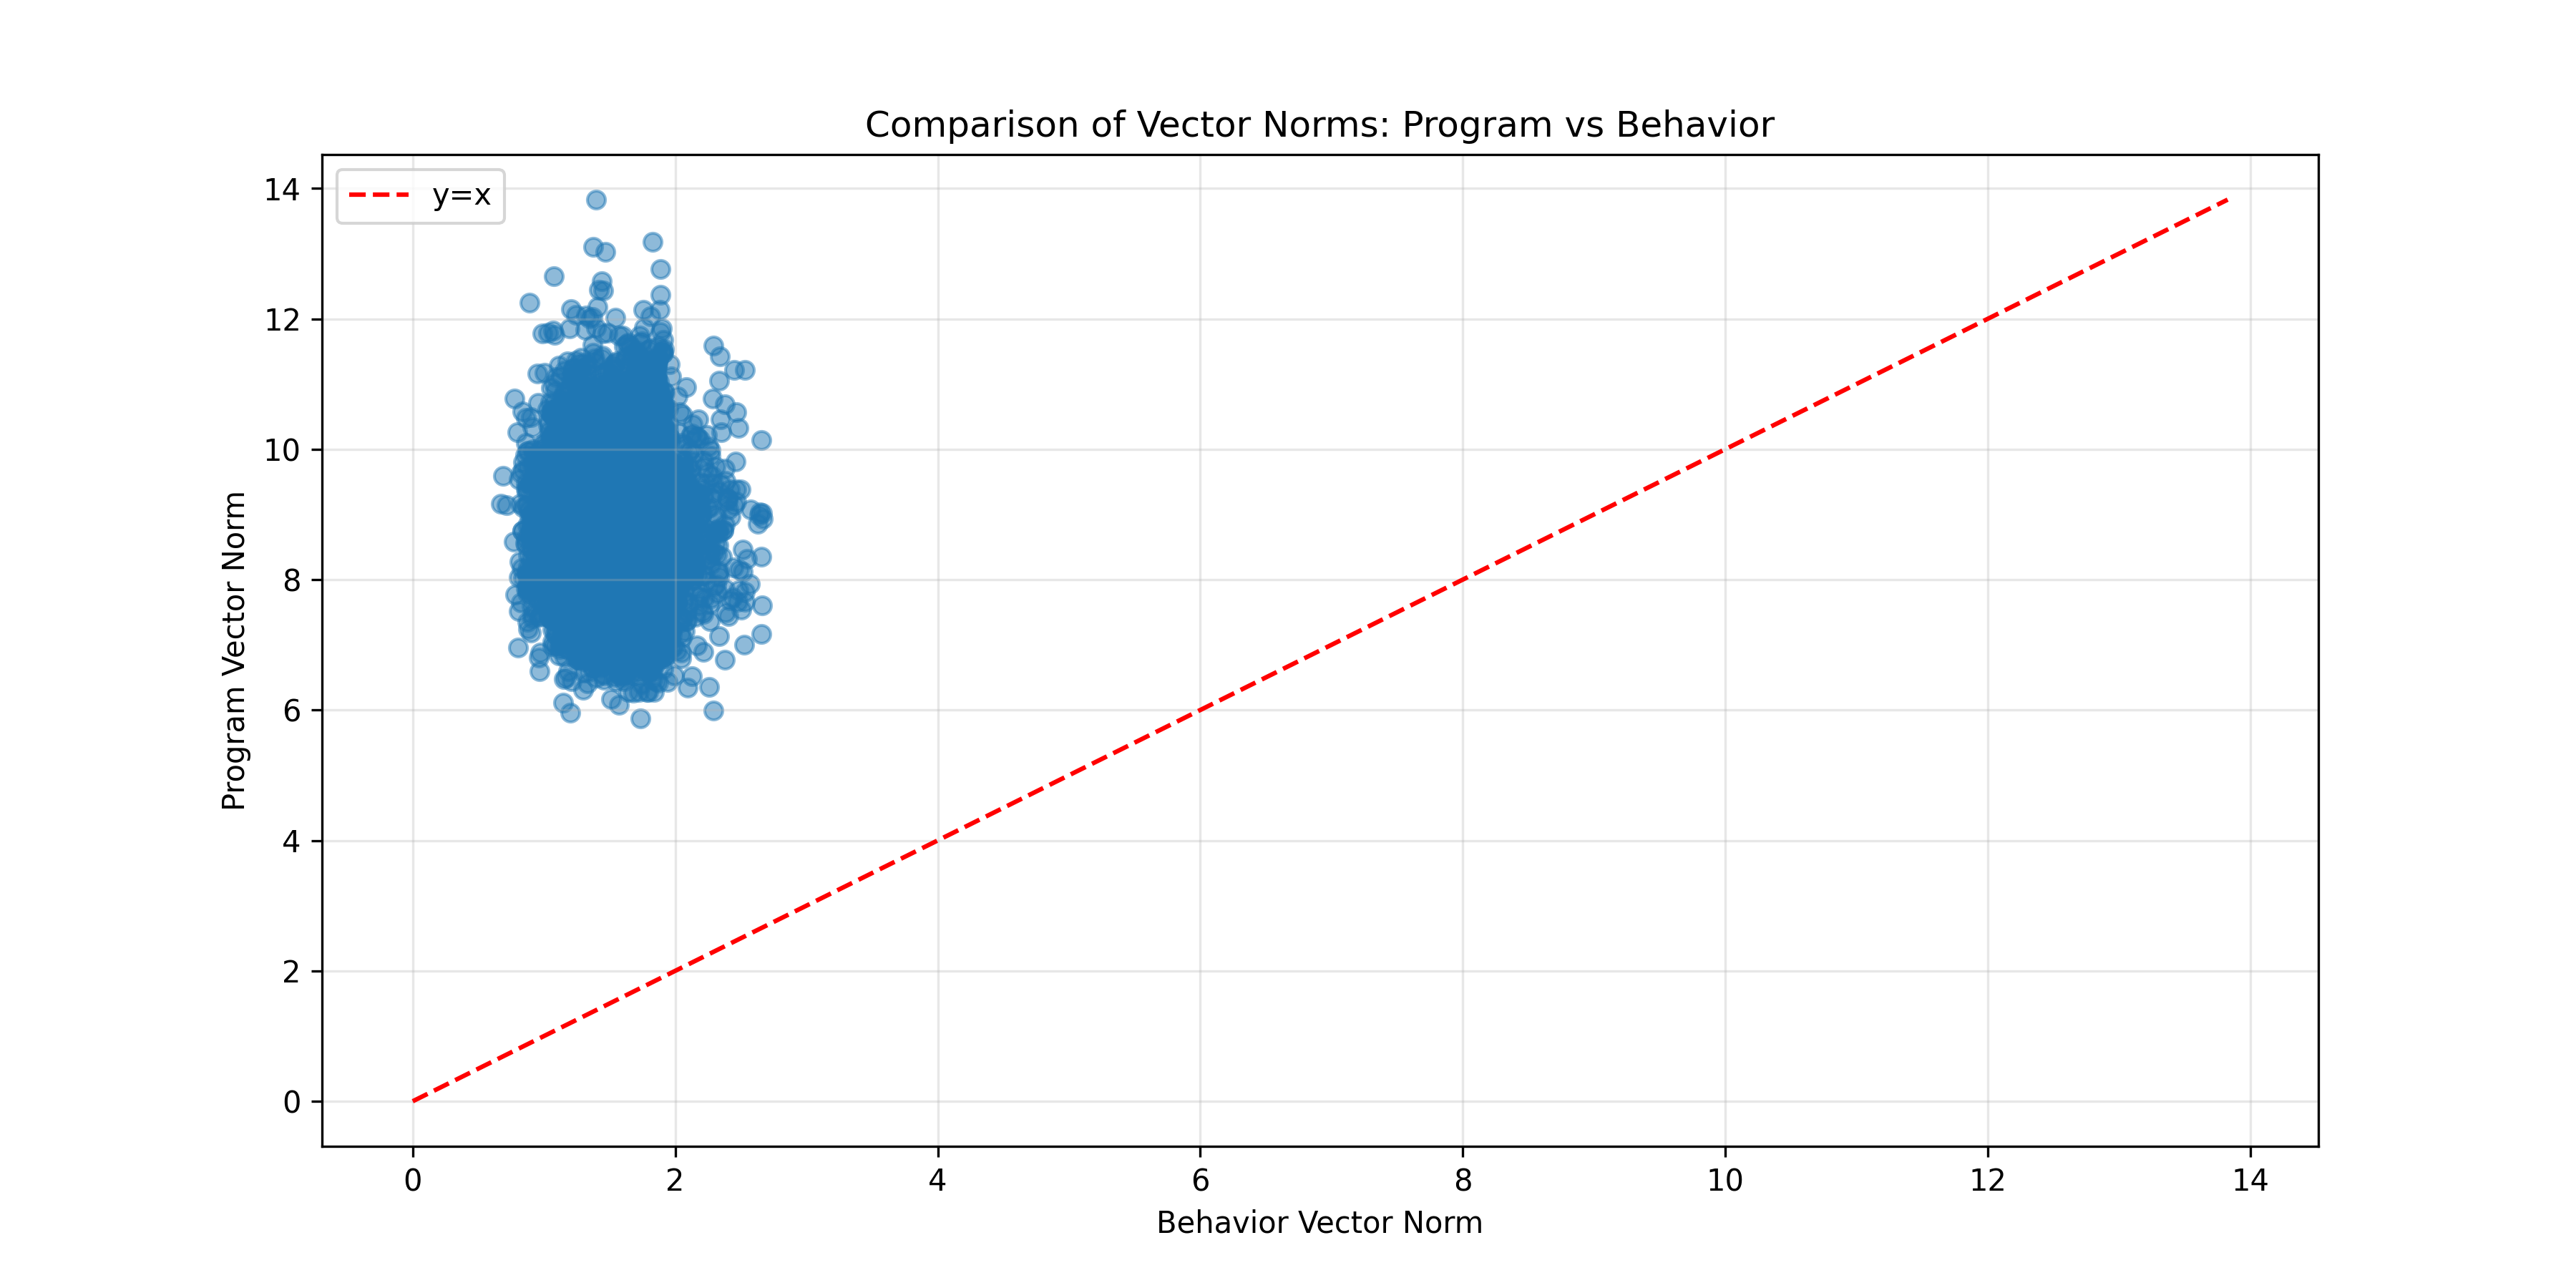 Comparison of Vector Norms: Program vs Behavior
y=x
14
12
10
8
6
4
2
0
Program Vector Norm
0 2 4 6 8 10 12 14
Behavior Vector Norm